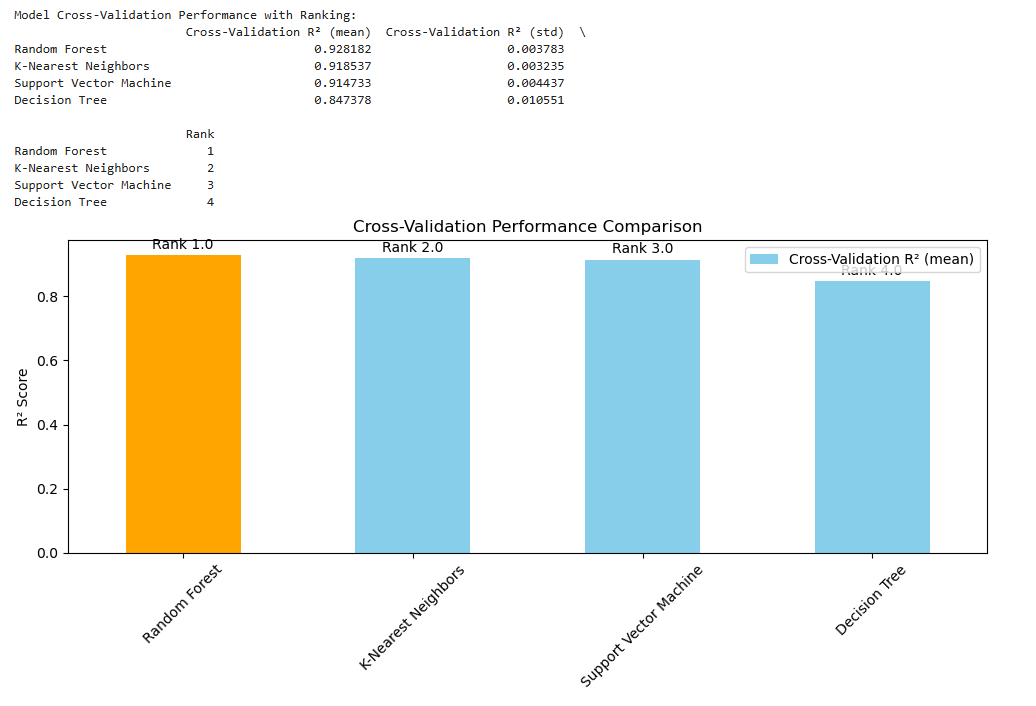 Model Cross-Validation Performance with Ranking:
Cross-Validation R² (mean)  Cross-Validation R² (std)  \
Random Forest  0.928182  0.003783
K-Nearest Neighbors  0.918537  0.003235
Support Vector Machine  0.914733  0.004437
Decision Tree  0.847378  0.010551
Rank
Random Forest  1
K-Nearest Neighbors  2
Support Vector Machine  3
Decision Tree  4
Cross-Validation Performance Comparison
Rank 1.0
Rank 2.0
Rank 3.0
Cross-Validation R² (mean)
Rank 4.0
R² Score
0.8
0.6
0.4
0.2
0.0
Random Forest
K-Nearest Neighbors
Support Vector Machine
Decision Tree